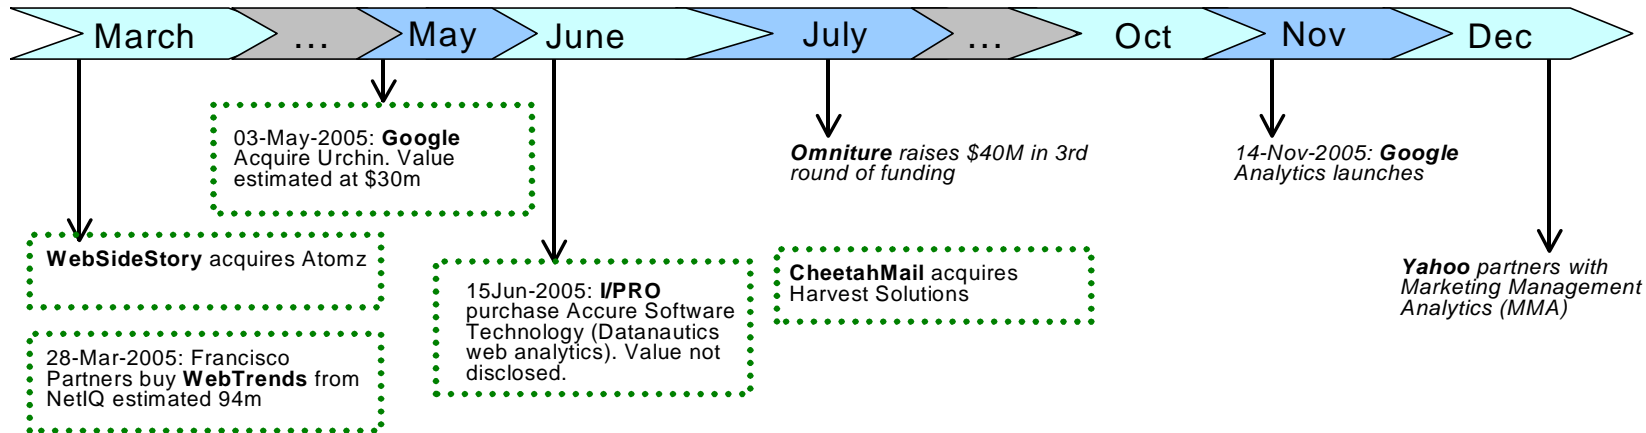 March ... May June July ... Oct Nov Dec
03-May-2005: Google
Acquire Urchin. Value
estimated at $30m
WebSideStory acquires Atomz
28-Mar-2005: Francisco
Partners buy WebTrends from
NetIQ estimated 94m
15Jun-2005: I/PRO
purchase Accure Software
Technology (Datanautics
web analytics). Value not
disclosed.
Omniture raises $40M in 3rd
round of funding
CheetahMail acquires
Harvest Solutions
14-Nov-2005: Google
Analytics launches
Yahoo partners with
Marketing Management
Analytics (MMA)